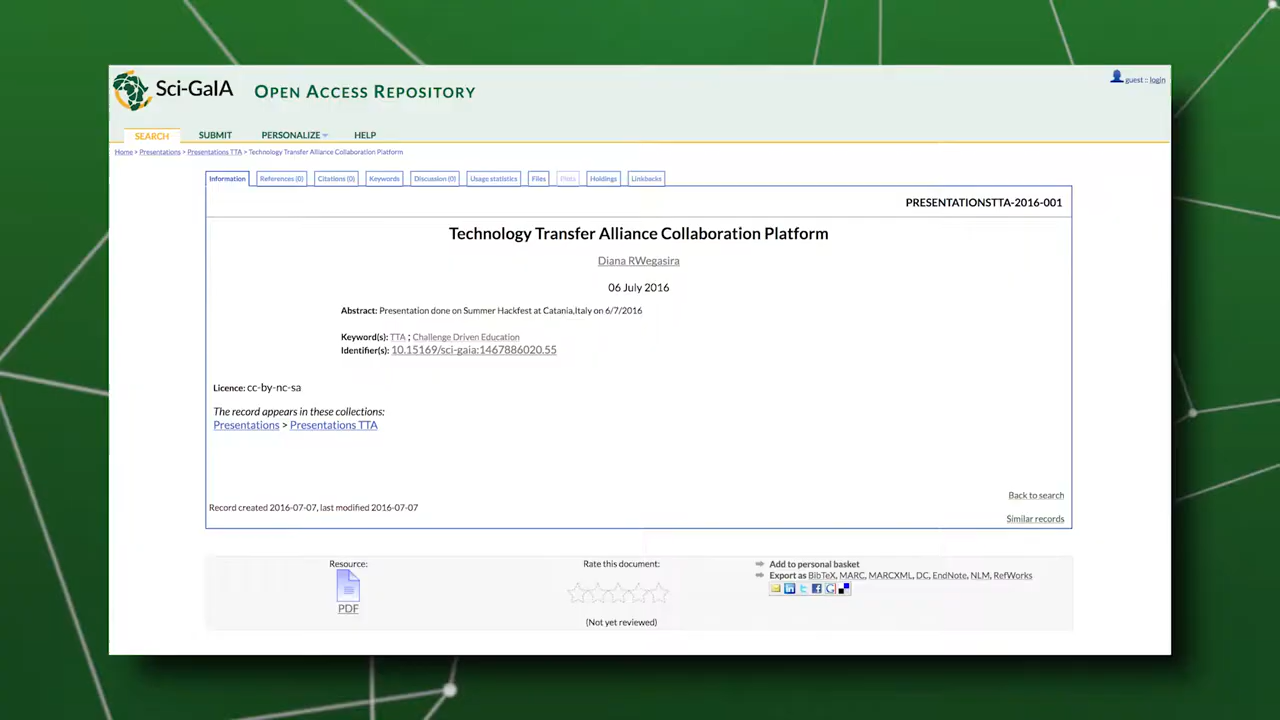 Sci-GaIA OPEN ACCESS REPOSITORY
guest :: login
SEARCH SUBMIT PERSONALIZE HELP
Home > Presentations > Presentations TTA > Technology Transfer Alliance Collaboration Platform
Information References (0) Citations (0) Keywords Discussion (0) Usage statistics Files Plots Holdings Linkbacks
PRESENTATIONSTTA-2016-001
Technology Transfer Alliance Collaboration Platform
Diana RWegasira
06 July 2016
Abstract: Presentation done on Summer Hackfest at Catania,Italy on 6/7/2016
Keyword(s): TTA ; Challenge Driven Education
Identifier(s): 10.15169/sci-gaia:1467886020.55
Licence: cc-by-nc-sa
The record appears in these collections:
Presentations > Presentations TTA
Back to search
Record created 2016-07-07, last modified 2016-07-07
Similar records
Resource:
PDF
Rate this document:
(Not yet reviewed)
Add to personal basket
Export as BibTeX, MARC, MARCXML, DC, EndNote, NLM, RefWorks